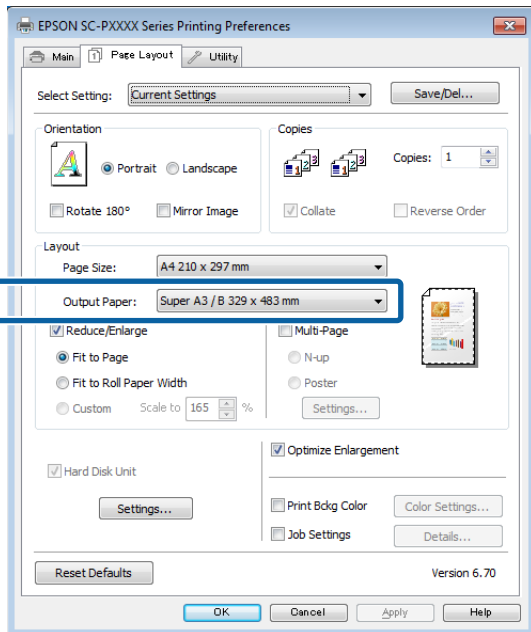 EPSON SC-PXXXX Series Printing Preferences
Main Page Layout Utility
Select Setting: Current Settings Save/Del...
Orientation
Portrait Landscape
Rotate 180° Mirror Image
Copies
Copies: 1
Collate Reverse Order
Layout
Page Size: A4 210 x 297 mm
Output Paper: Super A3 / B 329 x 483 mm
Reduce/Enlarge
Fit to Page
Fit to Roll Paper Width
Custom Scale to 165 %
Multi-Page
N-up
Poster
Settings...
Hard Disk Unit
Settings...
Optimize Enlargement
Print Bckg Color Color Settings...
Job Settings Details...
Reset Defaults Version 6.70
OK Cancel Apply Help